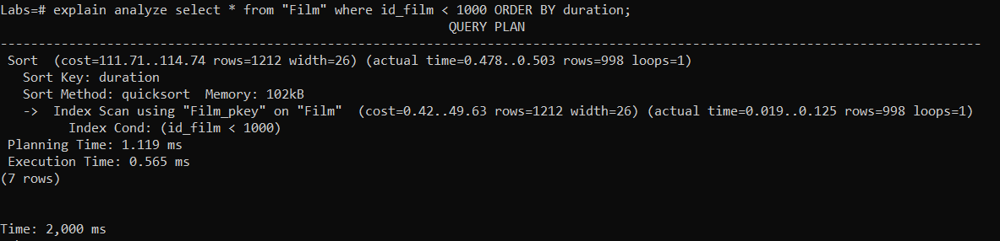 Labs=# explain analyze select * from "Film" where id_film < 1000 ORDER BY duration;
QUERY PLAN
---------------------------------------------------------------------------------------------------------------------------------
Sort  (cost=111.71..114.74 rows=1212 width=26) (actual time=0.478..0.503 rows=998 loops=1)
Sort Key: duration
Sort Method: quicksort  Memory: 102kB
->  Index Scan using "Film_pkey" on "Film"  (cost=0.42..49.63 rows=1212 width=26) (actual time=0.019..0.125 rows=998 loops=1)
Index Cond: (id_film < 1000)
Planning Time: 1.119 ms
Execution Time: 0.565 ms
(7 rows)
Time: 2,000 ms